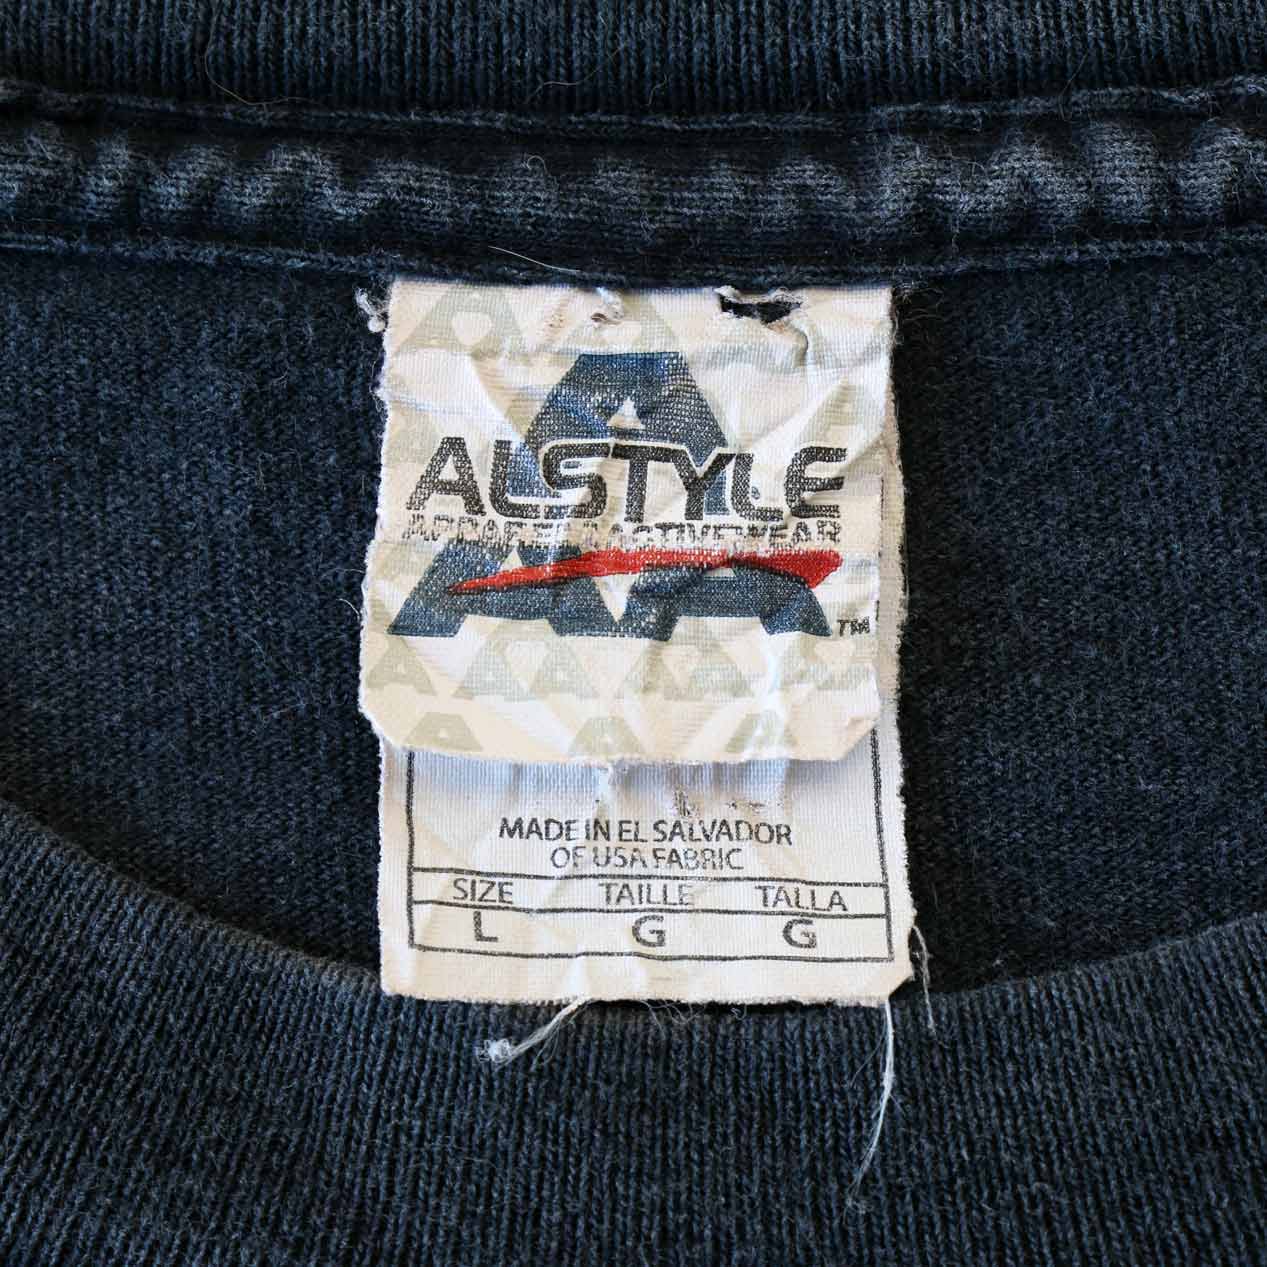 ALSTYLE
APPAREL & ACTIVEWEAR
TM
MADE IN EL SALVADOR
OF USA FABRIC
SIZE TAILLE TALLA
L G G